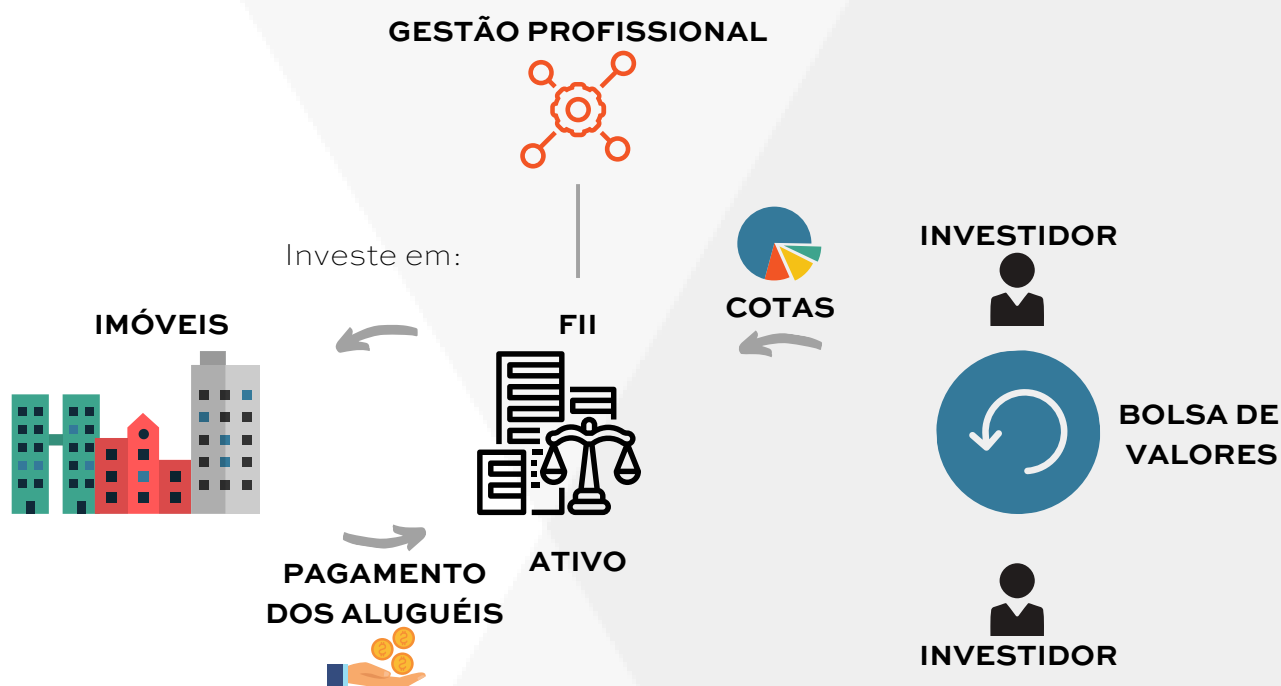 GESTÃO PROFISSIONAL
Investe em:
IMÓVEIS
FII
COTAS
INVESTIDOR
BOLSA DE
VALORES
ATIVO
PAGAMENTO
DOS ALUGUÉIS
INVESTIDOR